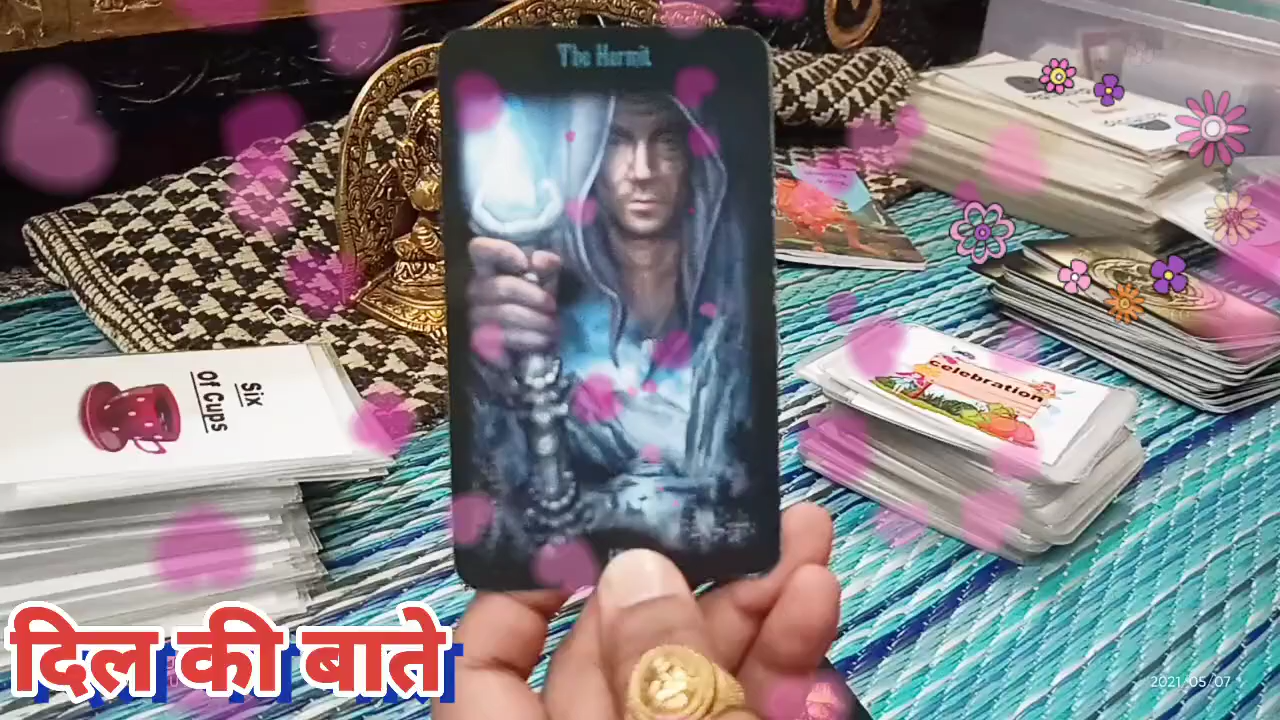 The Hermit
Six
Of Cups
celebration
दिल की बाते
2021/05/07